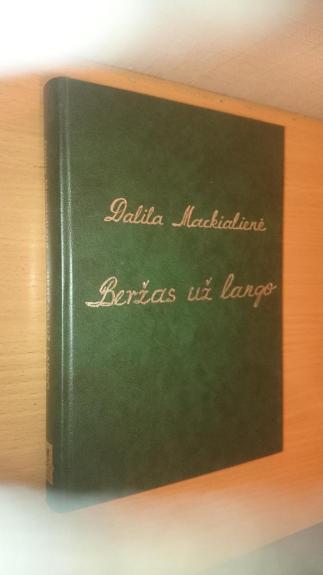 Dalila Mackialienė
Beržas už lango